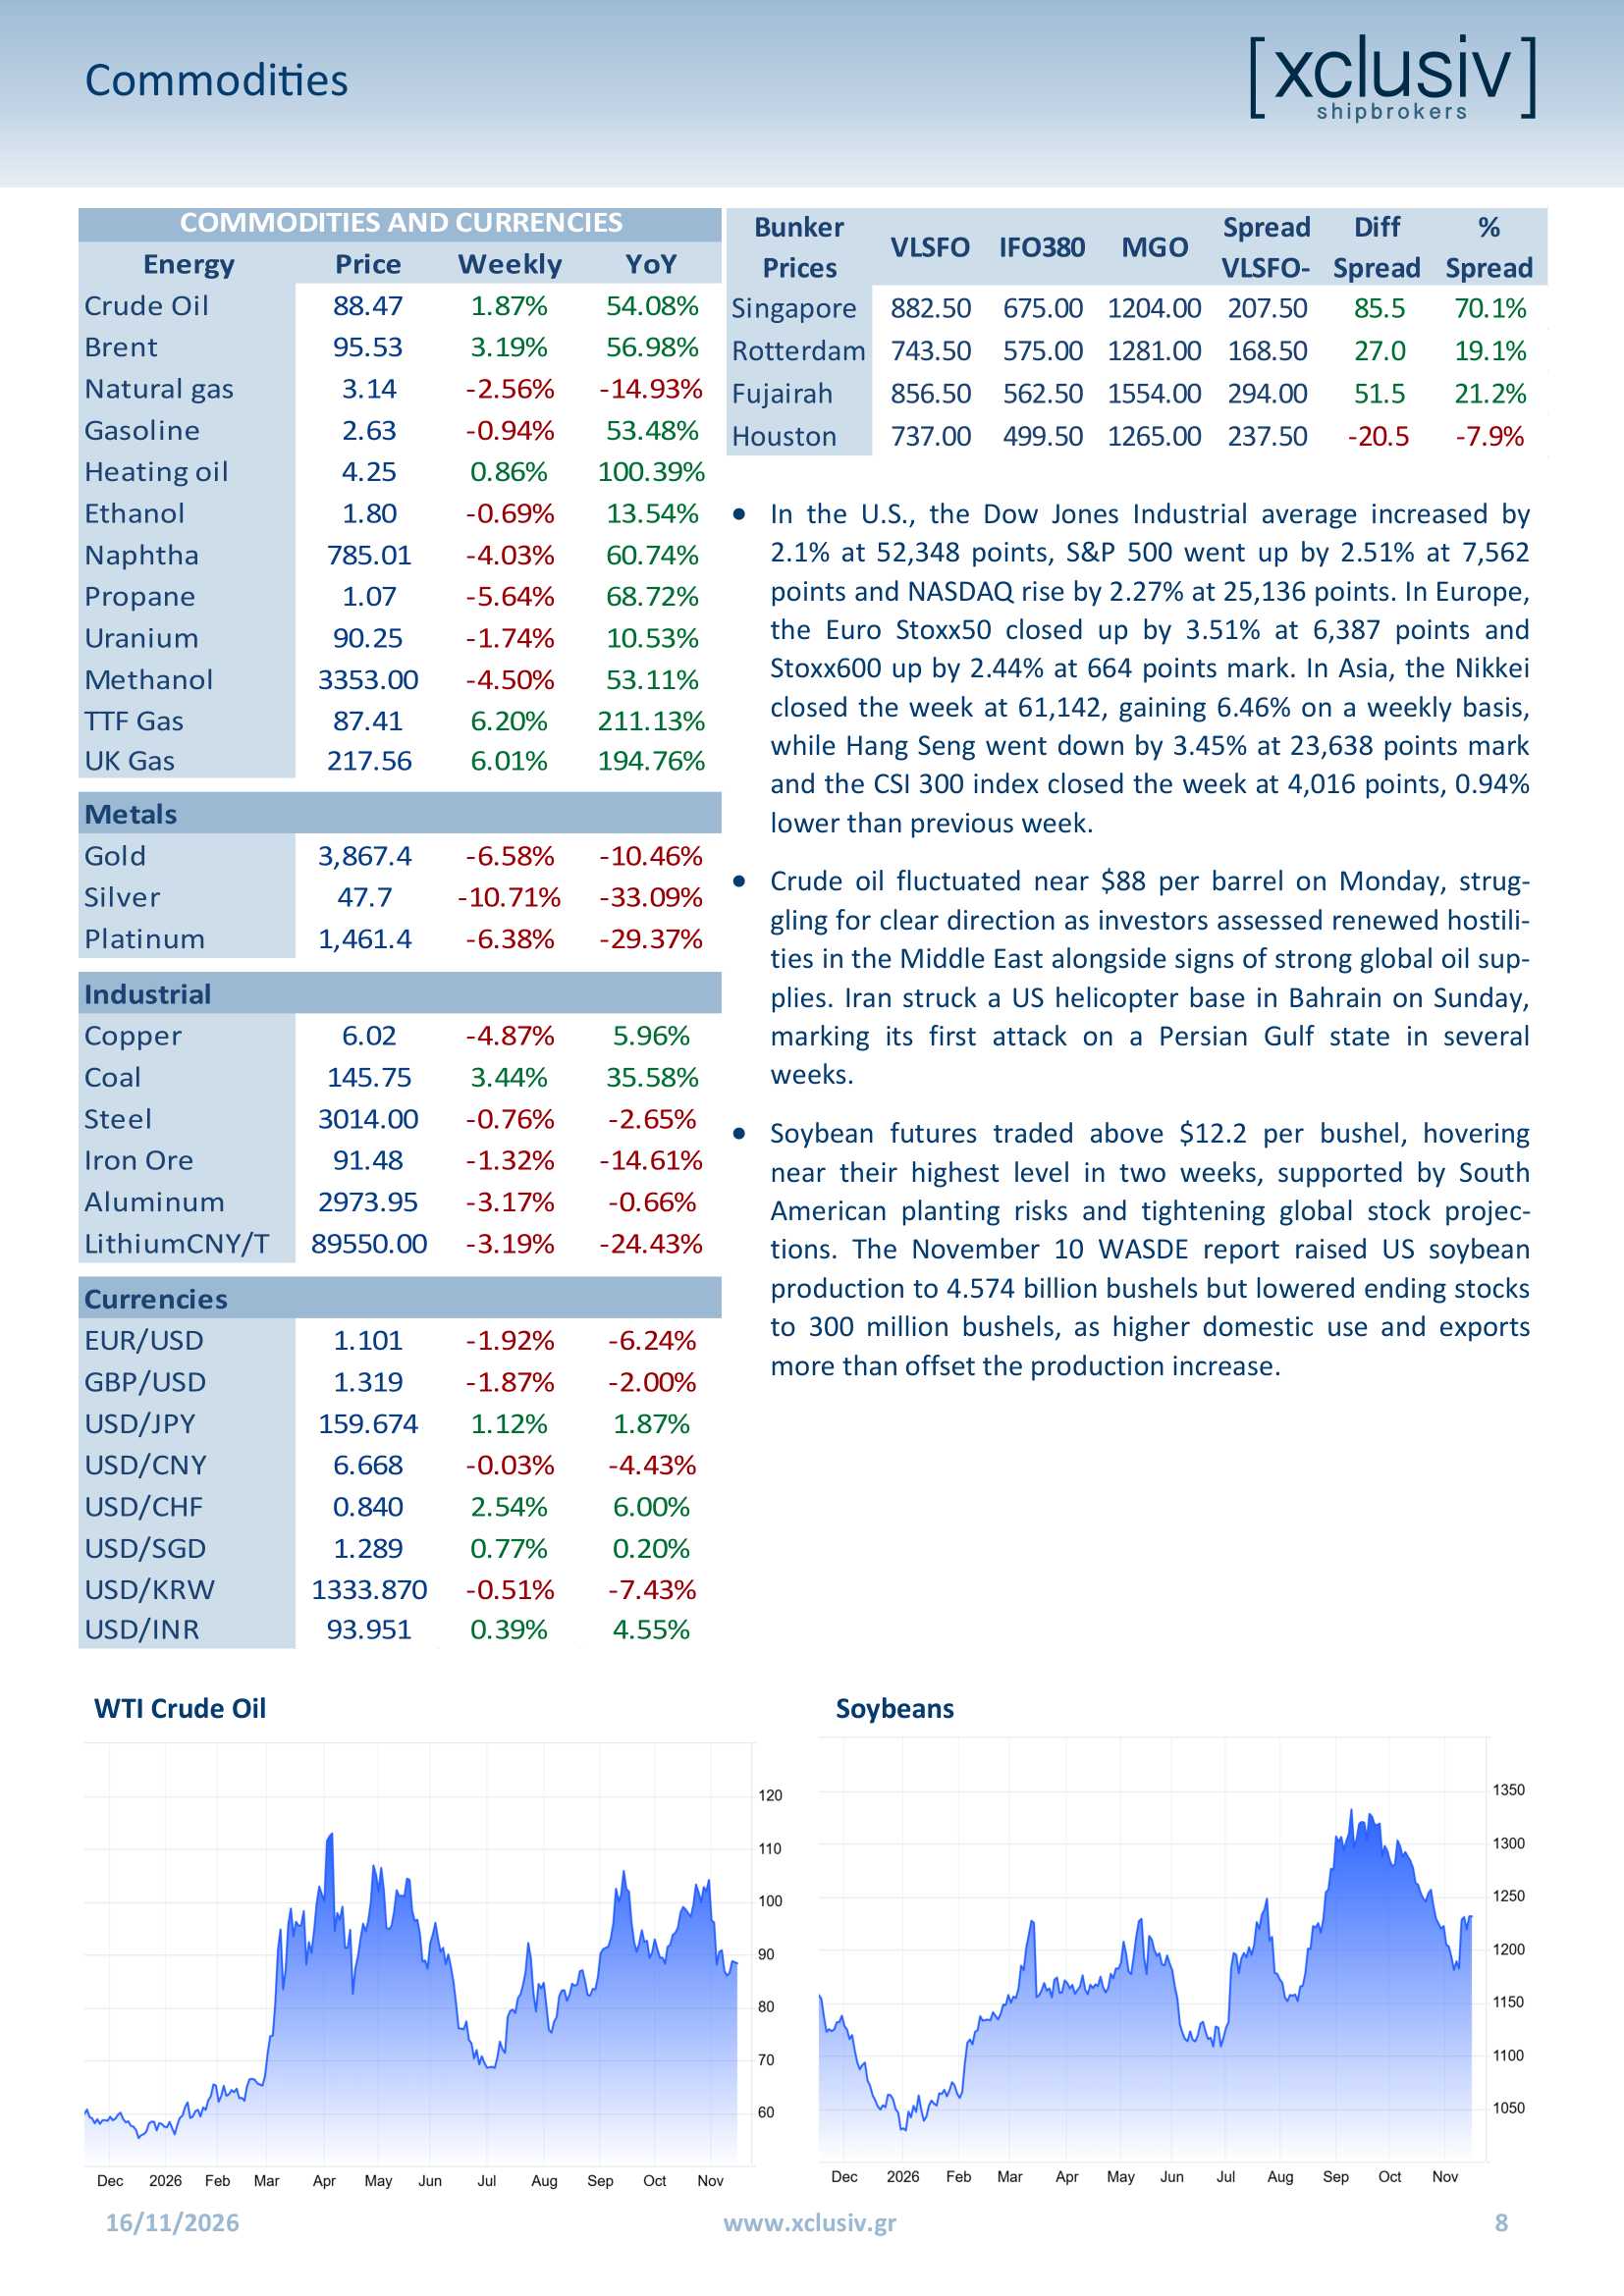 Commodities
[xclusiv]
shipbrokers
COMMODITIES AND CURRENCIES
Energy Price Weekly YoY
Crude Oil 88.47 1.87% 54.08%
Brent 95.53 3.19% 56.98%
Natural gas 3.14 -2.56% -14.93%
Gasoline 2.63 -0.94% 53.48%
Heating oil 4.25 0.86% 100.39%
Ethanol 1.80 -0.69% 13.54%
Naphtha 785.01 -4.03% 60.74%
Propane 1.07 -5.64% 68.72%
Uranium 90.25 -1.74% 10.53%
Methanol 3353.00 -4.50% 53.11%
TTF Gas 87.41 6.20% 211.13%
UK Gas 217.56 6.01% 194.76%
Metals
Gold 3,867.4 -6.58% -10.46%
Silver 47.7 -10.71% -33.09%
Platinum 1,461.4 -6.38% -29.37%
Industrial
Copper 6.02 -4.87% 5.96%
Coal 145.75 3.44% 35.58%
Steel 3014.00 -0.76% -2.65%
Iron Ore 91.48 -1.32% -14.61%
Aluminum 2973.95 -3.17% -0.66%
LithiumCNY/T 89550.00 -3.19% -24.43%
Currencies
EUR/USD 1.101 -1.92% -6.24%
GBP/USD 1.319 -1.87% -2.00%
USD/JPY 159.674 1.12% 1.87%
USD/CNY 6.668 -0.03% -4.43%
USD/CHF 0.840 2.54% 6.00%
USD/SGD 1.289 0.77% 0.20%
USD/KRW 1333.870 -0.51% -7.43%
USD/INR 93.951 0.39% 4.55%
Bunker Spread Diff %
VLSFO IFO380 MGO
Prices VLSFO- Spread Spread
Singapore 882.50 675.00 1204.00 207.50 85.5 70.1%
Rotterdam 743.50 575.00 1281.00 168.50 27.0 19.1%
Fujairah 856.50 562.50 1554.00 294.00 51.5 21.2%
Houston 737.00 499.50 1265.00 237.50 -20.5 -7.9%
• In the U.S., the Dow Jones Industrial average increased by
2.1% at 52,348 points, S&P 500 went up by 2.51% at 7,562
points and NASDAQ rise by 2.27% at 25,136 points. In Europe,
the Euro Stoxx50 closed up by 3.51% at 6,387 points and
Stoxx600 up by 2.44% at 664 points mark. In Asia, the Nikkei
closed the week at 61,142, gaining 6.46% on a weekly basis,
while Hang Seng went down by 3.45% at 23,638 points mark
and the CSI 300 index closed the week at 4,016 points, 0.94%
lower than previous week.
• Crude oil fluctuated near $88 per barrel on Monday, strug-
gling for clear direction as investors assessed renewed hostili-
ties in the Middle East alongside signs of strong global oil sup-
plies. Iran struck a US helicopter base in Bahrain on Sunday,
marking its first attack on a Persian Gulf state in several
weeks.
• Soybean futures traded above $12.2 per bushel, hovering
near their highest level in two weeks, supported by South
American planting risks and tightening global stock projec-
tions. The November 10 WASDE report raised US soybean
production to 4.574 billion bushels but lowered ending stocks
to 300 million bushels, as higher domestic use and exports
more than offset the production increase.
WTI Crude Oil
120
110
100
90
80
70
60
Dec 2026 Feb Mar Apr May Jun Jul Aug Sep Oct Nov
Soybeans
1350
1300
1250
1200
1150
1100
1050
Dec 2026 Feb Mar Apr May Jun Jul Aug Sep Oct Nov
16/11/2026 www.xclusiv.gr 8